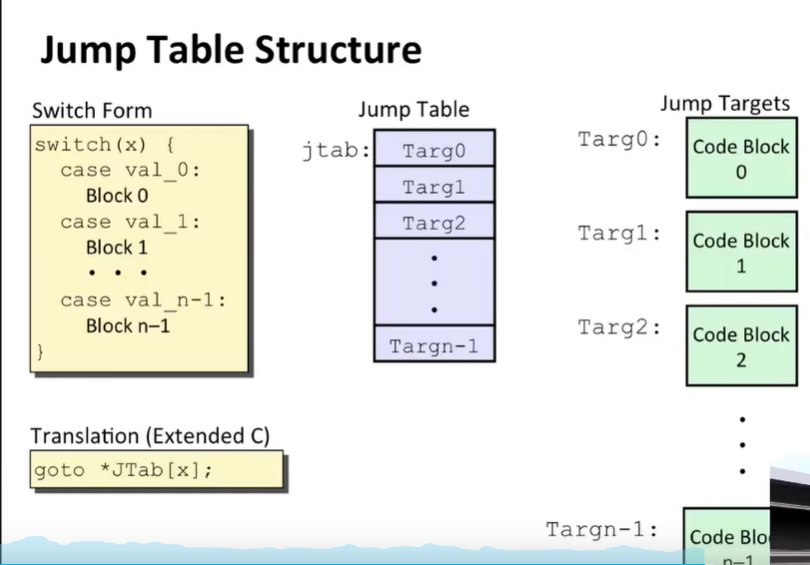 Jump Table Structure
Switch Form
switch(x) {
case val_0:
Block 0
case val_1:
Block 1
• • •
case val_n-1:
Block n–1
}
Translation (Extended C)
goto *JTab[x];
Jump Table
jtab:
Targ0
Targ1
Targ2
•
•
•
Targn-1
Jump Targets
Targ0:
Code Block
0
Targ1:
Code Block
1
Targ2:
Code Block
2
•
•
•
Targn-1:
Code Blo
n–1